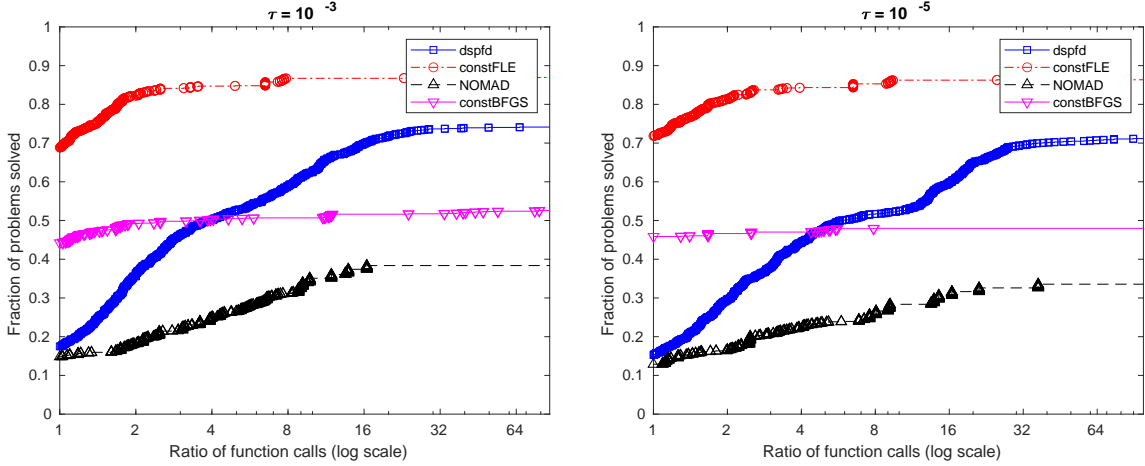 τ = 10 -3
1
0.9
0.8
0.7
0.6
0.5
0.4
0.3
0.2
0.1
0
Fraction of problems solved
dspfd
constFLE
NOMAD
constBFGS
1 2 4 8 16 32 64
Ratio of function calls (log scale)
τ = 10 -5
1
0.9
0.8
0.7
0.6
0.5
0.4
0.3
0.2
0.1
0
Fraction of problems solved
dspfd
constFLE
NOMAD
constBFGS
1 2 4 8 16 32 64
Ratio of function calls (log scale)